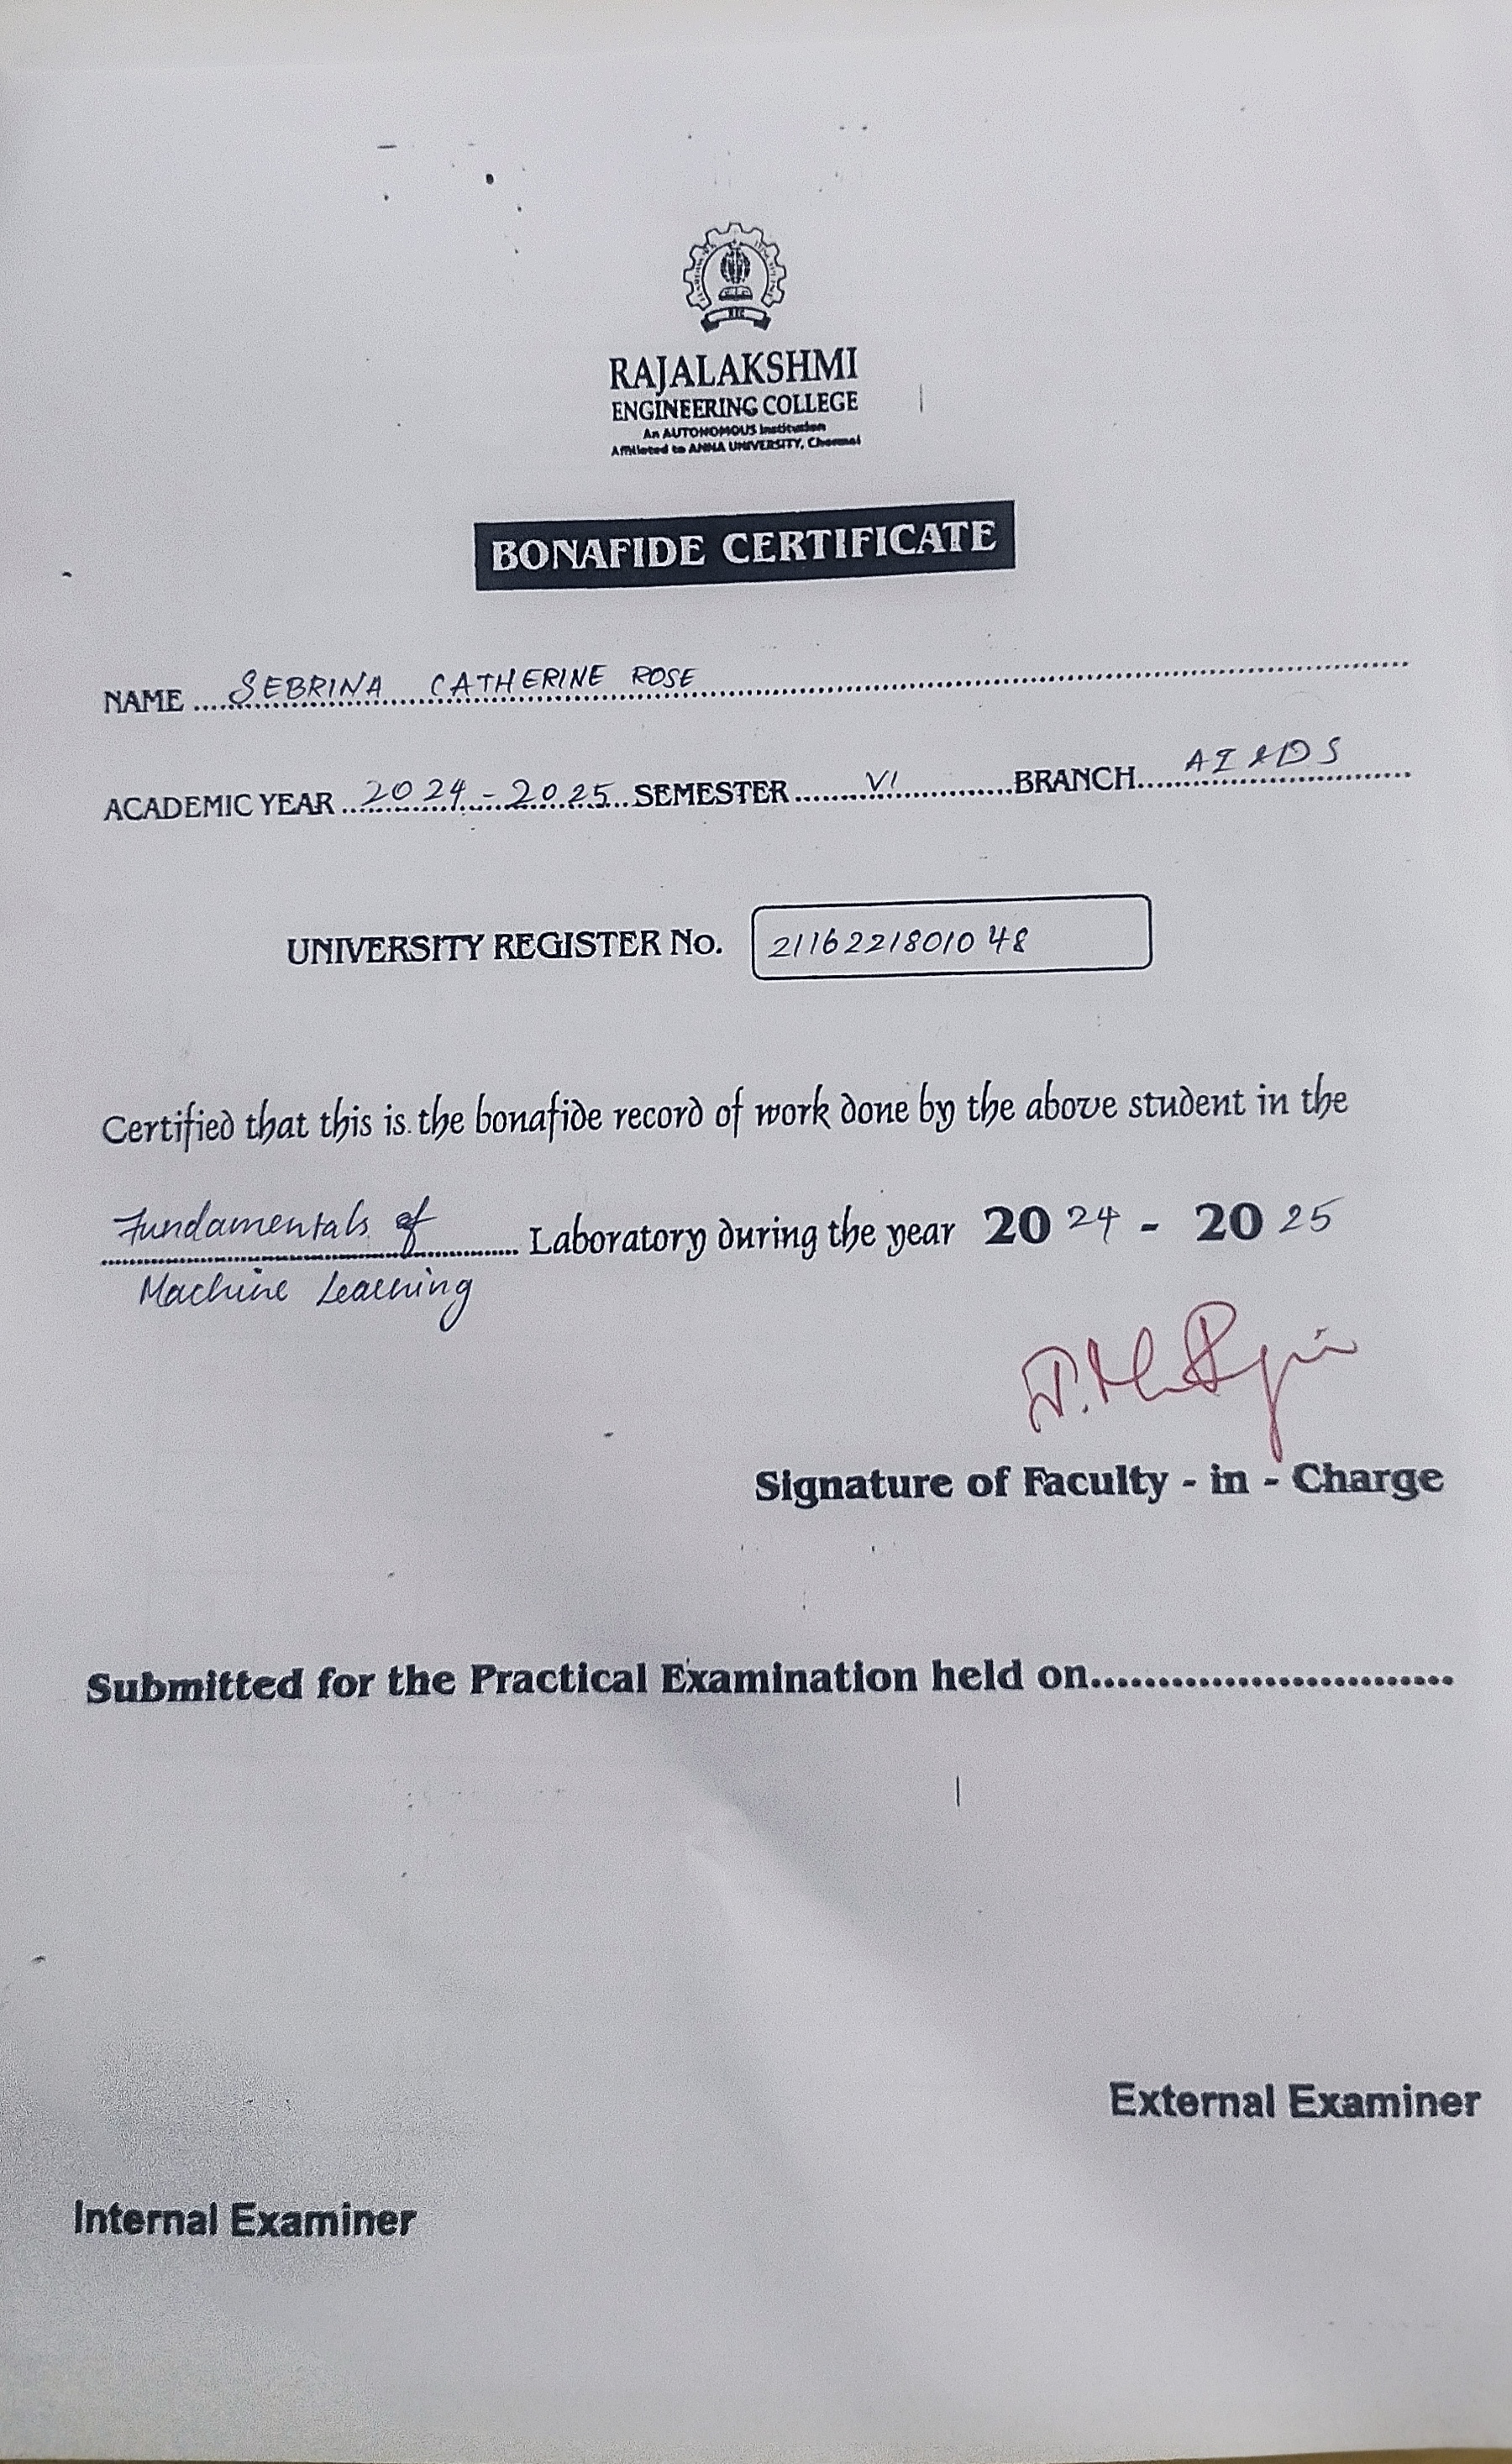 REC
RAJALAKSHMI
ENGINEERING COLLEGE
An AUTONOMOUS Institution
Affiliated to ANNA UNIVERSITY, Chennai
BONAFIDE CERTIFICATE
NAME SEBRINA CATHERINE ROSE
ACADEMIC YEAR 2024-2025 SEMESTER VI BRANCH AI&DS
UNIVERSITY REGISTER No. 2116221801048
Certified that this is the bonafide record of work done by the above student in the
Fundamentals of Laboratory during the year 2024 - 2025
Machine Learning
Signature of Faculty - in - Charge
Submitted for the Practical Examination held on
External Examiner
Internal Examiner